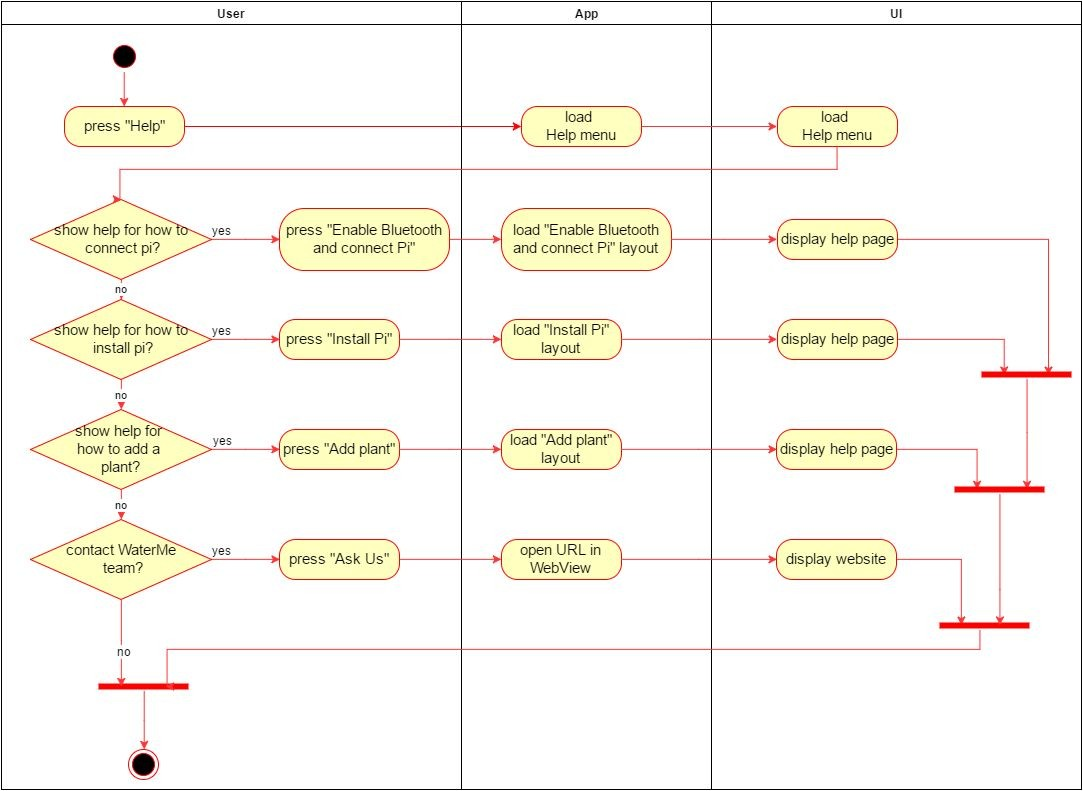 User
App
UI
press "Help"
load
Help menu
load
Help menu
show help for how to
connect pi?
yes
press "Enable Bluetooth
and connect Pi"
load "Enable Bluetooth
and connect Pi" layout
display help page
no
show help for how to
install pi?
yes
press "Install Pi"
load "Install Pi"
layout
display help page
no
show help for
how to add a
plant?
yes
press "Add plant"
load "Add plant"
layout
display help page
no
contact WaterMe
team?
yes
press "Ask Us"
open URL in
WebView
display website
no